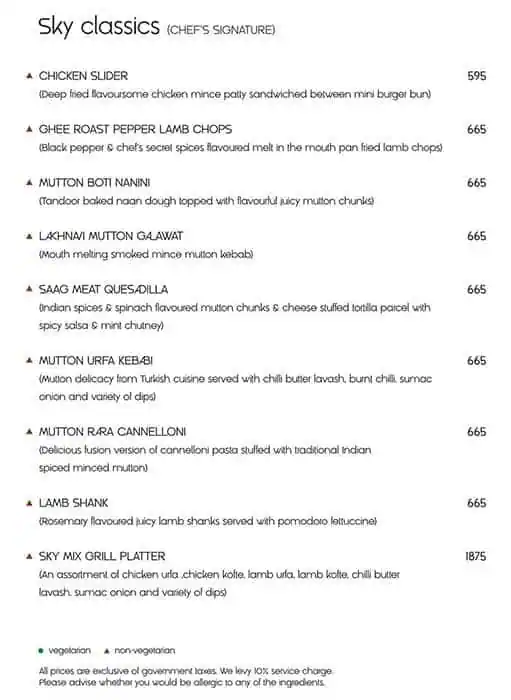 Sky classics (CHEF'S SIGNATURE)
CHICKEN SLIDER 595
(Deep fried flavoursome chicken mince patty sandwiched between mini burger bun)
GHEE ROAST PEPPER LAMB CHOPS 665
(Black pepper & chef's secret spices flavoured melt in the mouth pan fried lamb chops)
MUTTON BOTI NANINI 665
(Tandoor baked naan dough topped with flavourful juicy mutton chunks)
LAKHNAVI MUTTON GALAWAT 665
(Mouth melting smoked mince mutton kebab)
SAAG MEAT QUESADILLA 665
(Indian spices & spinach flavoured mutton chunks & cheese stuffed tortilla parcel with
spicy salsa & mint chutney)
MUTTON URFA KEBABI 665
(Mutton delicacy from Turkish cuisine served with chilli butter lavash, burnt chilli, sumac
onion and variety of dips)
MUTTON RARA CANNELLONI 665
(Delicious fusion version of cannelloni pasta stuffed with traditional Indian
spiced minced mutton)
LAMB SHANK 665
(Rosemary flavoured juicy lamb shanks served with pomodoro fettuccine)
SKY MIX GRILL PLATTER 1875
(An assortment of chicken urfa ,chicken kofte, lamb urfa, lamb kofte, chilli butter
lavash, sumac onion and variety of dips)
vegetarian non-vegetarian
All prices are exclusive of government taxes. We levy 10% service charge.
Please advise whether you would be allergic to any of the ingredients.